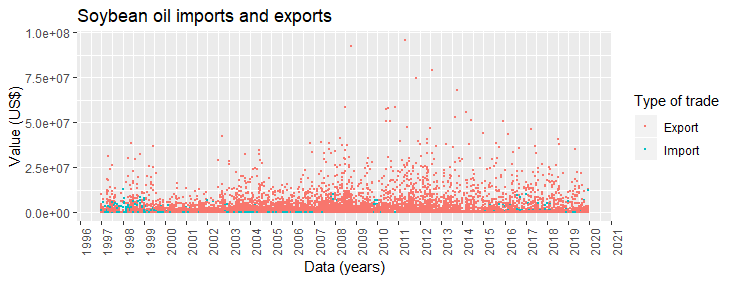 Soybean oil imports and exports
Value (US$)
1.0e+08
7.5e+07
5.0e+07
2.5e+07
0.0e+00
1996 1997 1998 1999 2000 2001 2002 2003 2004 2005 2006 2007 2008 2009 2010 2011 2012 2013 2014 2015 2016 2017 2018 2019 2020 2021
Data (years)
Type of trade
Export
Import